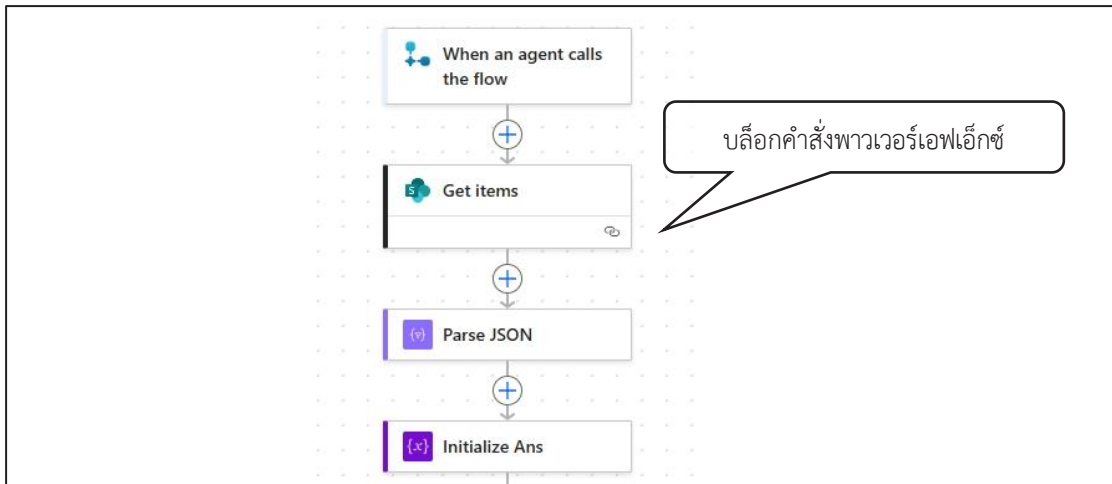 When an agent calls
the flow
บล็อกคำสั่งพาวเวอร์เอฟเอ็กซ์
Get items
Parse JSON
Initialize Ans